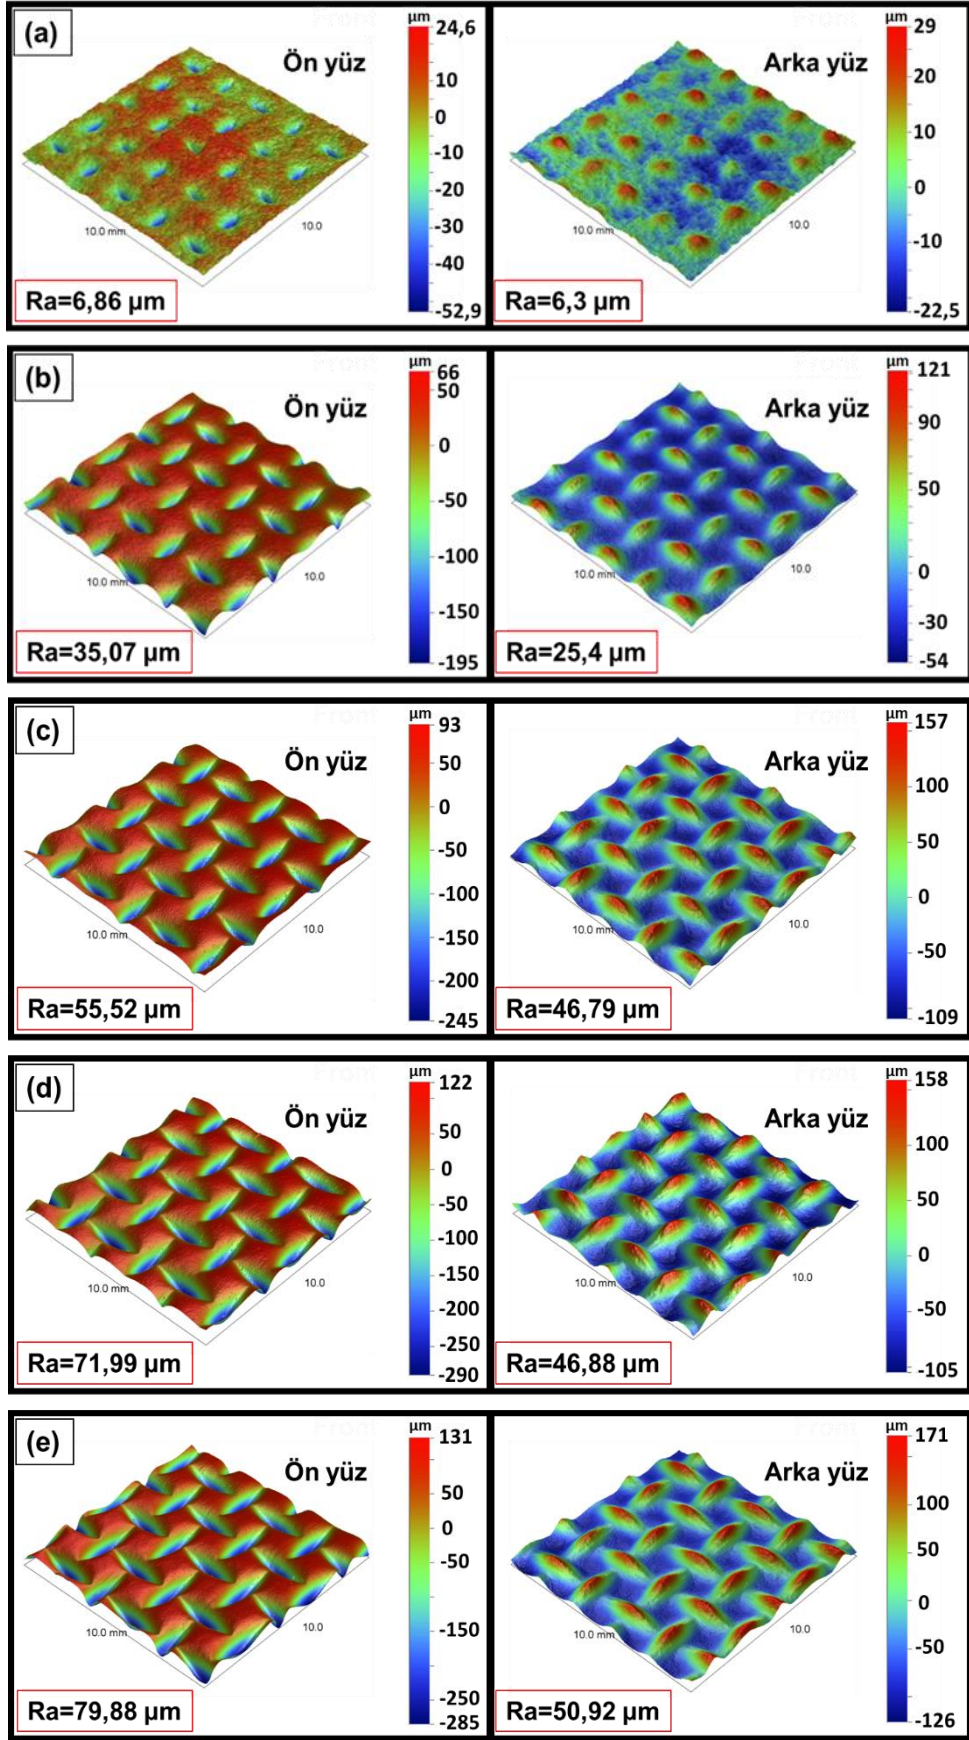 (a)
Ön yüz
µm
24,6
10
0
-10
-20
-30
-40
-52,9
10.0 mm
10.0
Ra=6,86 µm
Arka yüz
µm
29
20
10
0
-10
-22,5
10.0 mm
10.0
Ra=6,3 µm
(b)
Ön yüz
µm
66
50
0
-50
-100
-150
-195
10.0 mm
10.0
Ra=35,07 µm
Front
Arka yüz
µm
121
90
50
0
-30
-54
10.0 mm
10.0
Ra=25,4 µm
(c)
Ön yüz
µm
93
50
0
-50
-100
-150
-200
-245
10.0 mm
10.0
Ra=55,52 µm
Front
Arka yüz
µm
157
100
50
0
-50
-109
10.0 mm
10.0
Ra=46,79 µm
(d)
Front
Ön yüz
µm
122
50
0
-50
-100
-150
-200
-250
-290
10.0 mm
10.0
Ra=71,99 µm
Front
Arka yüz
µm
158
100
50
0
-50
-105
10.0 mm
10.0
Ra=46,88 µm
(e)
Ön yüz
µm
131
50
0
-50
-150
-250
-285
10.0 mm
10.0
Ra=79,88 µm
Front
Arka yüz
µm
171
100
50
0
-50
-126
10.0 mm
10.0
Ra=50,92 µm